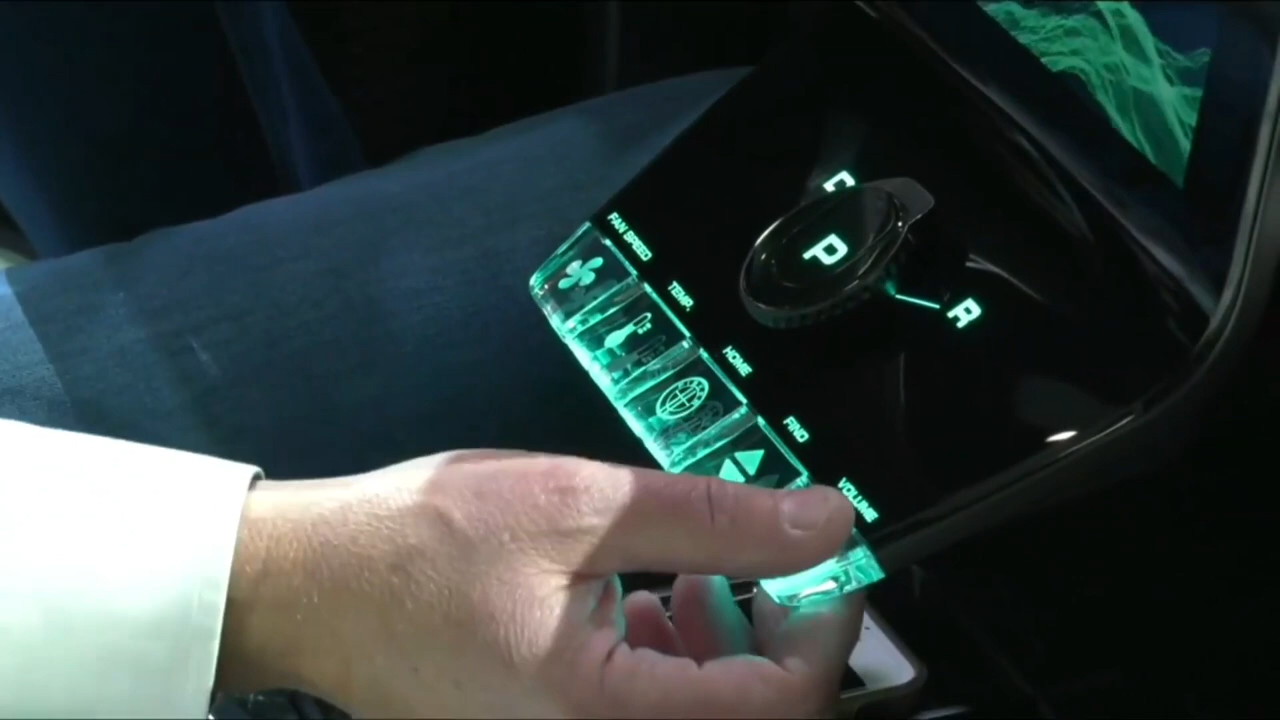 P
R
FAN SPEED
TEMP.
HOME
FIND
VOLUME